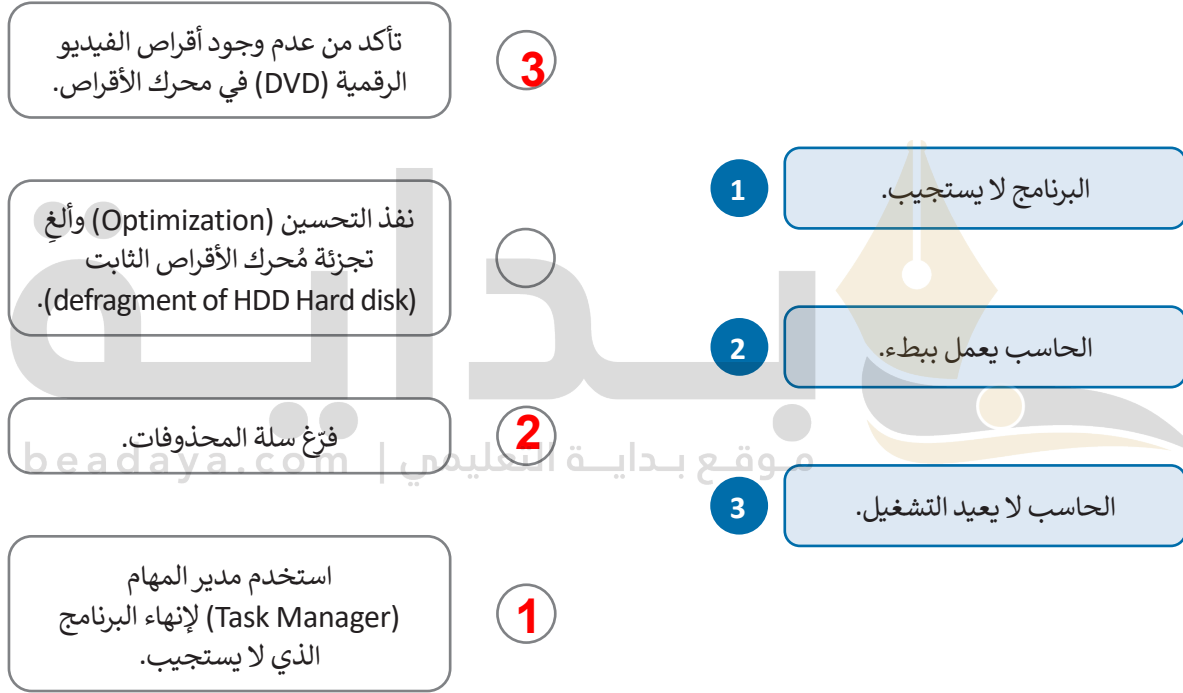 البرنامج لا يستجيب.
1
الحاسب يعمل ببطء.
2
الحاسب لا يعيد التشغيل.
3
تأكد من عدم وجود أقراص الفيديو
الرقمية (DVD) في محرك الأقراص.
3
نفذ التحسين (Optimization) وألغِ
تجزئة مُحرك الأقراص الثابت
(defragment of HDD Hard disk).
فرّغ سلة المحذوفات.
2
استخدم مدير المهام
(Task Manager) لإنهاء البرنامج
الذي لا يستجيب.
1
بداية
موقع بداية التعليمي | beadaya.com